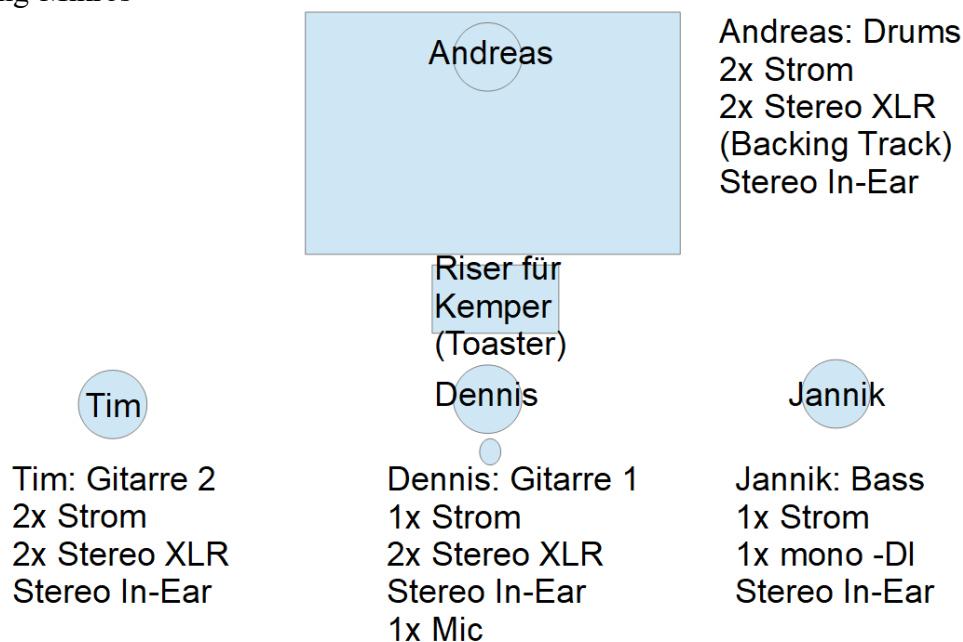 Andreas
Andreas: Drums
2x Strom
2x Stereo XLR
(Backing Track)
Stereo In-Ear
Riser für
Kemper
(Toaster)
Tim
Dennis
Jannik
Tim: Gitarre 2
2x Strom
2x Stereo XLR
Stereo In-Ear
Dennis: Gitarre 1
1x Strom
2x Stereo XLR
Stereo In-Ear
1x Mic
Jannik: Bass
1x Strom
1x mono -DI
Stereo In-Ear